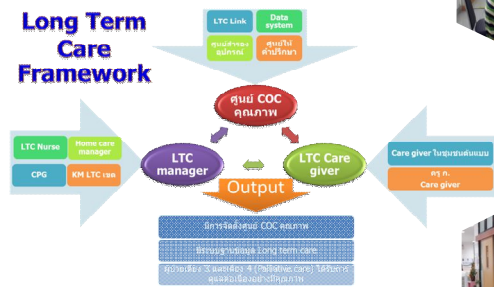 Long Term
Care
Framework
LTC Link
Data
system
ศูนย์สำรอง
อุปกรณ์
ศูนย์ให้
คำปรึกษา
ศูนย์ COC
คุณภาพ
LTC Nurse
Home care
manager
CPG
KM LTC เขต
LTC
manager
LTC Care
giver
Care giver ในชุมชนต้นแบบ
ครู ก.
Care giver
Output
มีการจัดตั้งศูนย์ COC คุณภาพ
มีระบบฐานข้อมูล Long term care
ผู้ป่วยเตียง 3 และเตียง 4 (Palliative care) ได้รับการ
ดูแลต่อเนื่องอย่างมีคุณภาพ